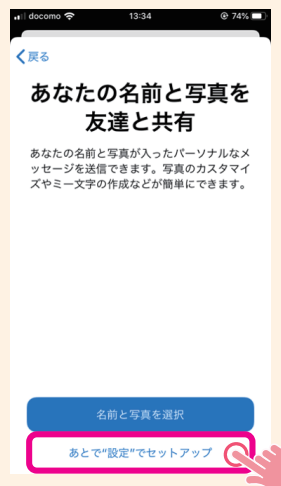 docomo 13:34 74%
戻る
あなたの名前と写真を
友達と共有
あなたの名前と写真が入ったパーソナルなメ
ッセージを送信できます。写真のカスタマイ
ズやミー文字の作成などが簡単にできます。
名前と写真を選択
あとで"設定"でセットアップ